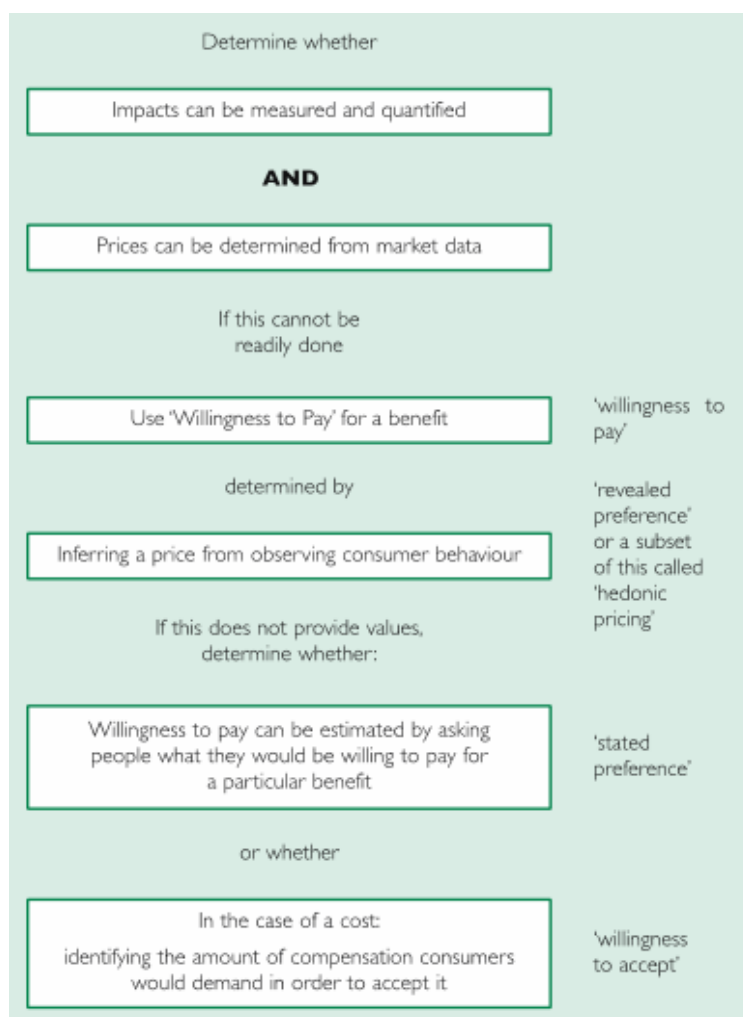 Determine whether
Impacts can be measured and quantified
AND
Prices can be determined from market data
If this cannot be
readily done
Use ‘Willingness to Pay’ for a benefit
‘willingness to
pay’
determined by
Inferring a price from observing consumer behaviour
‘revealed
preference’
or a subset
of this called
‘hedonic
pricing’
If this does not provide values,
determine whether:
Willingness to pay can be estimated by asking
people what they would be willing to pay for
a particular benefit
‘stated
preference’
or whether
In the case of a cost:
identifying the amount of compensation consumers
would demand in order to accept it
‘willingness
to accept’